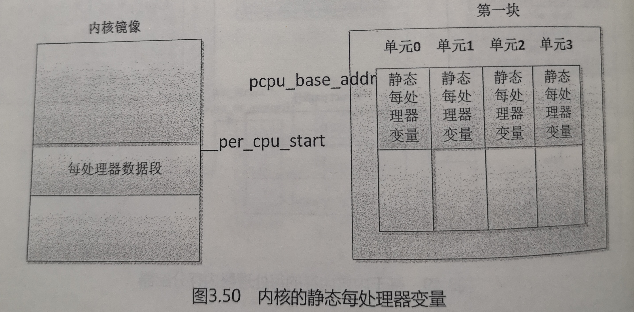 内核镜像
__per_cpu_start
每处理器数据段
第一块
单元0 单元1 单元2 单元3
pcpu_base_addr
静态 静态 静态 静态
每处 每处 每处 每处
理器 理器 理器 理器
变量 变量 变量 变量
图3.50 内核的静态每处理器变量